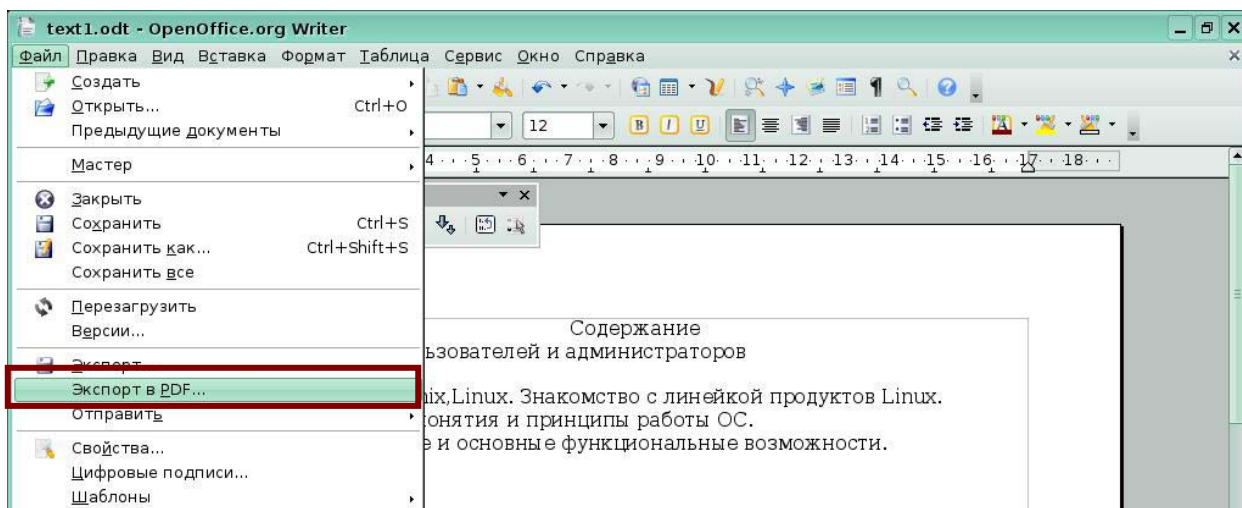 text1.odt - OpenOffice.org Writer
Файл Правка Вид Вставка Формат Таблица Сервис Окно Справка
Создать
Открыть... Ctrl+O
Предыдущие документы
12
Мастер
4 5 6 7 8 9 10 11 12 13 14 15 16 17 18
Закрыть
Сохранить Ctrl+S
Сохранить как... Ctrl+Shift+S
Сохранить все
Перезагрузить
Версии...
Экспорт...
Экспорт в PDF...
Отправить
Свойства...
Цифровые подписи...
Шаблоны
Содержание
ьзователей и администраторов
ix,Linux. Знакомство с линейкой продуктов Linux.
онятия и принципы работы ОС.
е и основные функциональные возможности.